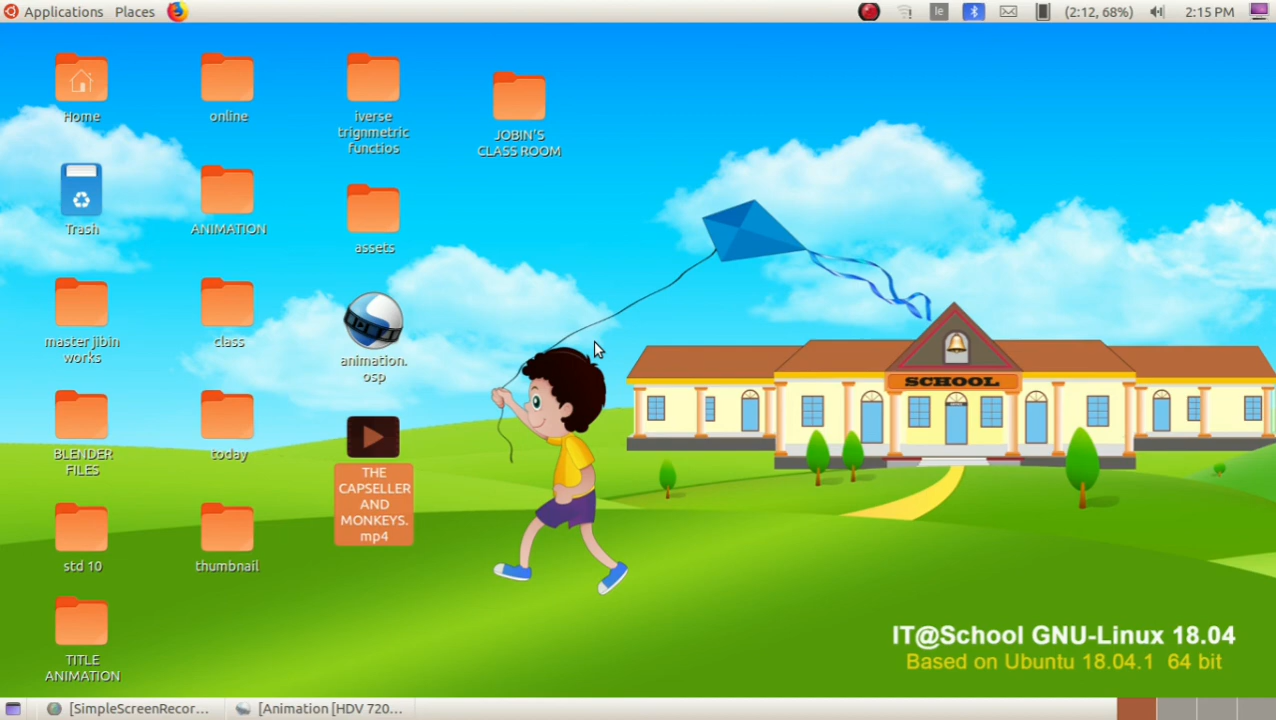 Applications Places
le
(2:12, 68%)
2:15 PM
Home
online
iverse
trignmetric
functios
JOBIN'S
CLASS ROOM
Trash
ANIMATION
assets
master jibin
works
class
animation.
osp
BLENDER
FILES
today
THE
CAPSELLER
AND
MONKEYS.
mp4
std 10
thumbnail
TITLE
ANIMATION
SCHOOL
IT@School GNU-Linux 18.04
Based on Ubuntu 18.04.1 64 bit
[SimpleScreenRecor...
[Animation [HDV 720...